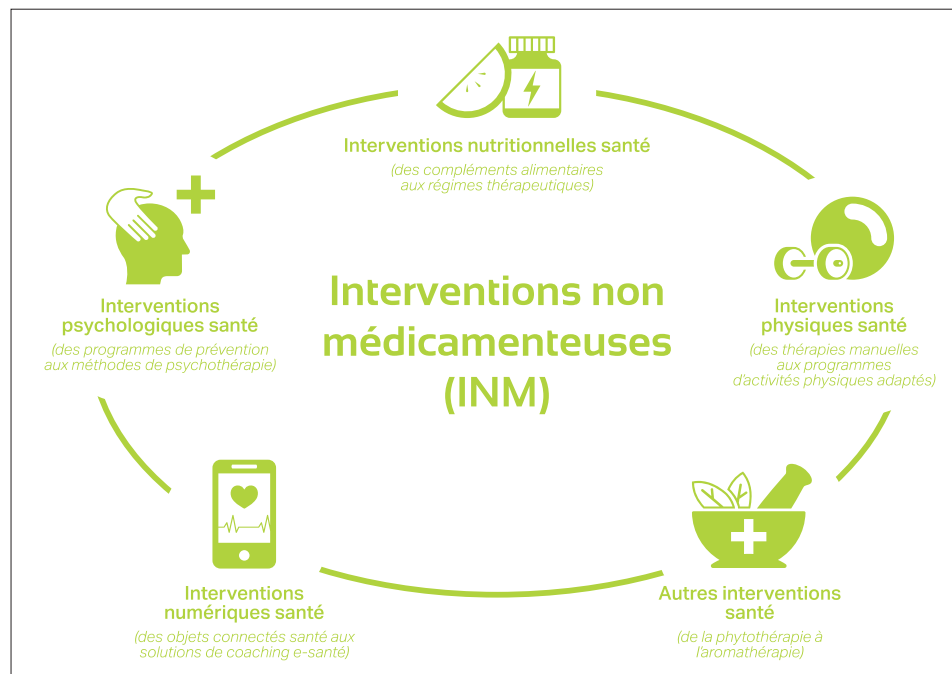 Interventions nutritionnelles santé
(des compléments alimentaires
aux régimes thérapeutiques)
Interventions
psychologiques santé
(des programmes de prévention
aux méthodes de psychothérapie)
Interventions non
médicamenteuses
(INM)
Interventions
physiques santé
(des thérapies manuelles
aux programmes
d'activités physiques adaptés)
Interventions
numériques santé
(des objets connectés santé aux
solutions de coaching e-santé)
Autres interventions
santé
(de la phytothérapie à
l'aromathérapie)